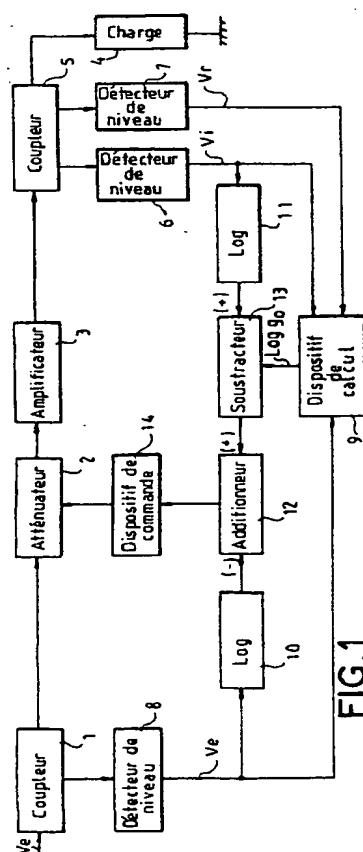 Ve
Coupleur
1
Atténuateur
2
Amplificateur
3
Coupleur
5
Charge
4
Détecteur de
niveau
8
Dispositif de
commande
14
Détecteur
de
niveau
6
Détecteur
de
niveau
7
Ve
Vi
Vr
Log
10
(-)
Additionneur
12
(+)
Soustracteur
13
(+)
Log
11
Log g₀
Dispositif
de
calcul
9
FIG.1